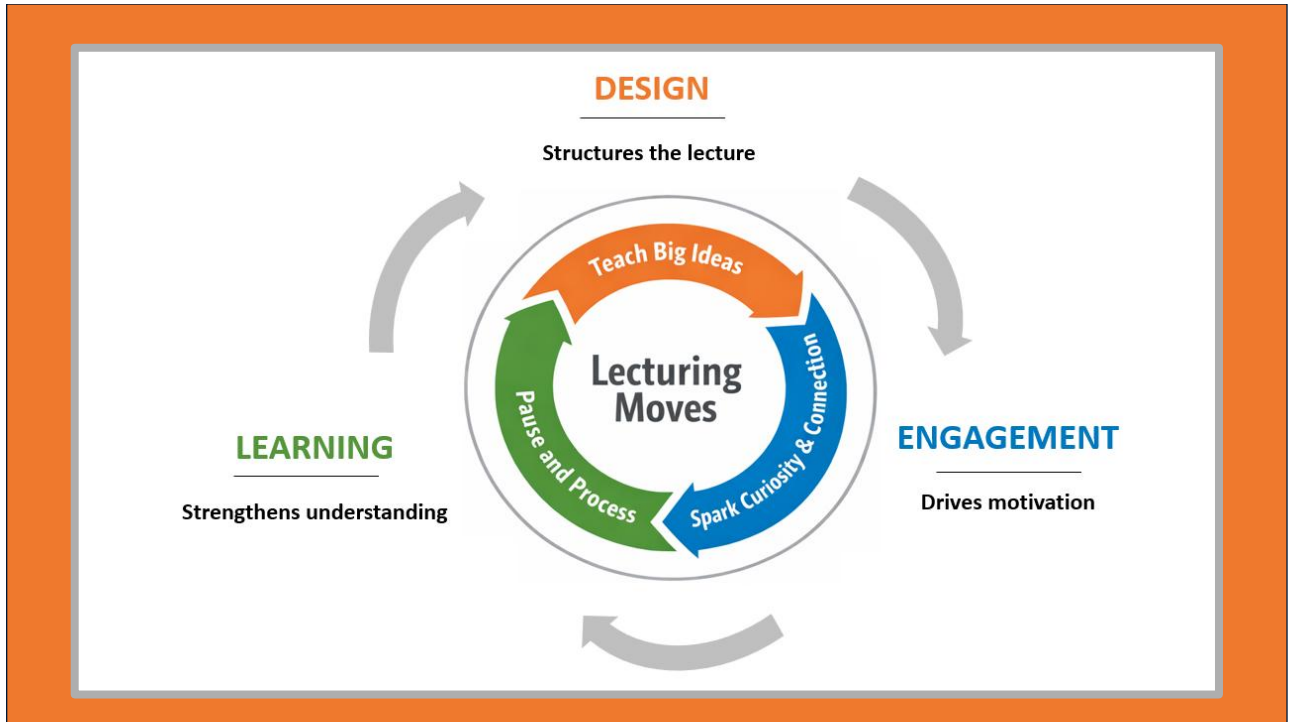 DESIGN
Structures the lecture
Teach Big Ideas
Lecturing
Moves
Spark Curiosity & Connection
Pause and Process
ENGAGEMENT
Drives motivation
LEARNING
Strengthens understanding